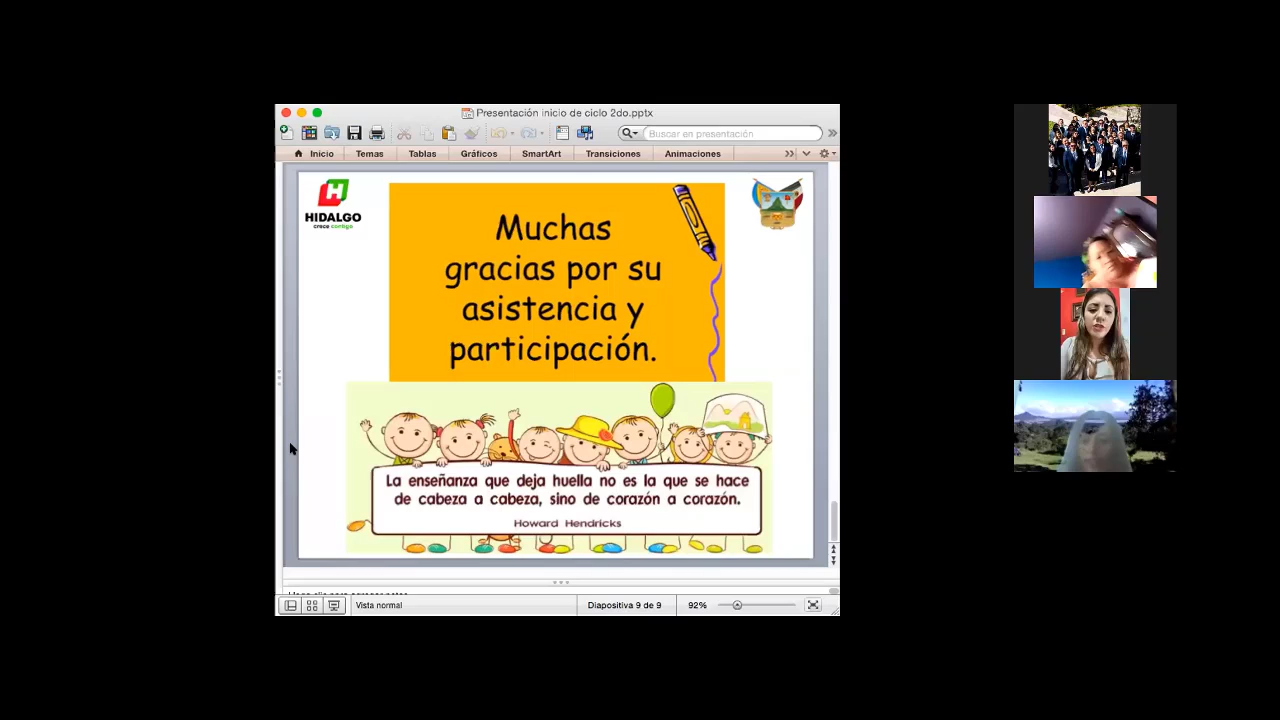 Presentación inicio de ciclo 2do.pptx
Buscar en presentación
Inicio Temas Tablas Gráficos SmartArt Transiciones Animaciones
HIDALGO
crece contigo
Muchas
gracias por su
asistencia y
participación.
La enseñanza que deja huella no es la que se hace
de cabeza a cabeza, sino de corazón a corazón.
Howard Hendricks
Vista normal
Diapositiva 9 de 9
92%